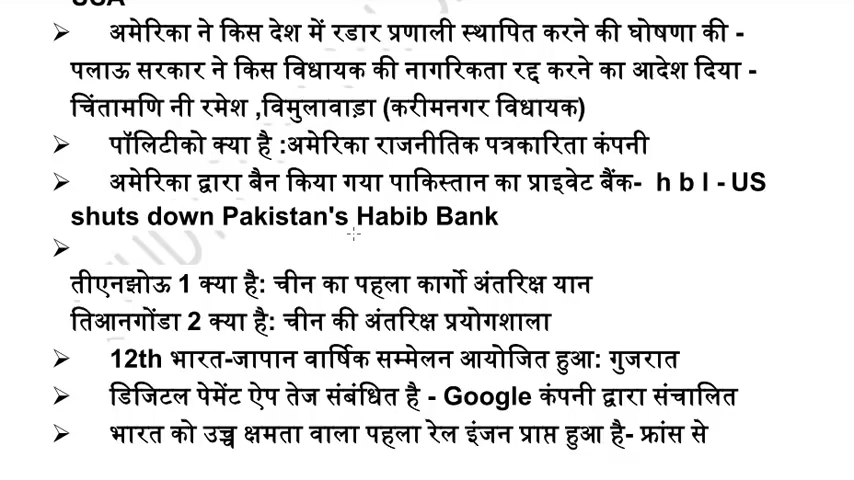 USA
➢ अमेरिका ने किस देश में रडार प्रणाली स्थापित करने की घोषणा की -
पलाऊ सरकार ने किस विधायक की नागरिकता रद्द करने का आदेश दिया -
चिंतामणि नी रमेश ,विमुलावाड़ा (करीमनगर विधायक)
➢ पॉलिटीको क्या है :अमेरिका राजनीतिक पत्रकारिता कंपनी
➢ अमेरिका द्वारा बैन किया गया पाकिस्तान का प्राइवेट बैंक- h b l - US
shuts down Pakistan's Habib Bank
➢
तीएनझोऊ 1 क्या है: चीन का पहला कार्गो अंतरिक्ष यान
तिआनगोंडा 2 क्या है: चीन की अंतरिक्ष प्रयोगशाला
➢ 12th भारत-जापान वार्षिक सम्मेलन आयोजित हुआ: गुजरात
➢ डिजिटल पेमेंट ऐप तेज संबंधित है - Google कंपनी द्वारा संचालित
➢ भारत को उच्च क्षमता वाला पहला रेल इंजन प्राप्त हुआ है- फ्रांस से